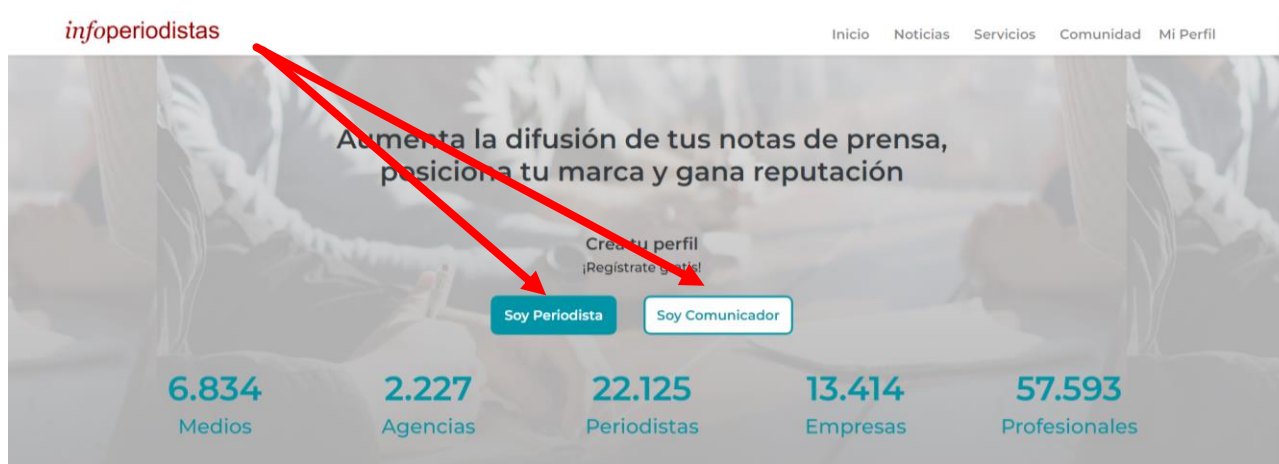 infoperiodistas
Inicio Noticias Servicios Comunidad Mi Perfil
Aumenta la difusión de tus notas de prensa,
posiciona tu marca y gana reputación
Crea tu perfil
¡Regístrate gratis!
Soy Periodista Soy Comunicador
6.834 2.227 22.125 13.414 57.593
Medios Agencias Periodistas Empresas Profesionales